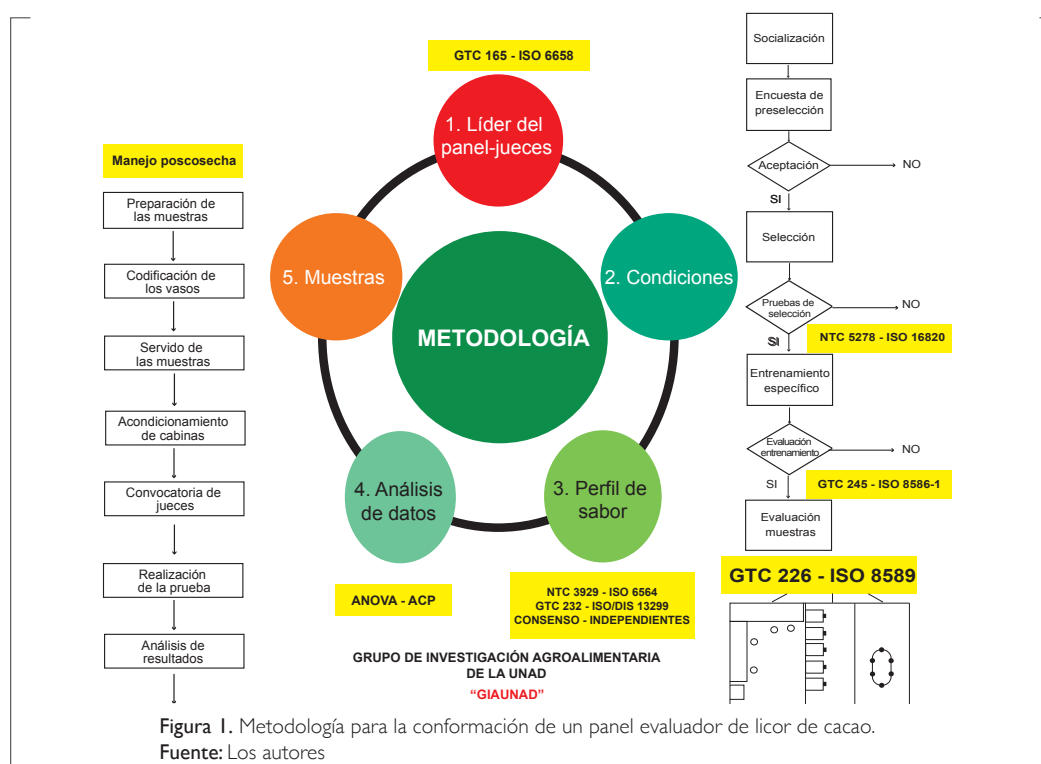 GTC 165 - ISO 6658
1. Líder del
panel-jueces
2. Condiciones
3. Perfil de
sabor
4. Análisis
de datos
5. Muestras
METODOLOGÍA
Manejo poscosecha
Preparación de
las muestras
Codificación de
los vasos
Servido de
las muestras
Acondicionamiento
de cabinas
Convocatoria de
jueces
Realización
de la prueba
Análisis de
resultados
ANOVA - ACP
NTC 3929 - ISO 6564
GTC 232 - ISO/DIS 13299
CONSENSO - INDEPENDIENTES
GRUPO DE INVESTIGACIÓN AGROALIMENTARIA
DE LA UNAD
“GIAUNAD”
Socialización
Encuesta de
preselección
Aceptación
NO
SI
Selección
Pruebas de
selección
NO
SI
NTC 5278 - ISO 16820
Entrenamiento
específico
Evaluación
entrenamiento
NO
SI
GTC 245 - ISO 8586-1
Evaluación
muestras
GTC 226 - ISO 8589
Figura 1. Metodología para la conformación de un panel evaluador de licor de cacao.
Fuente: Los autores